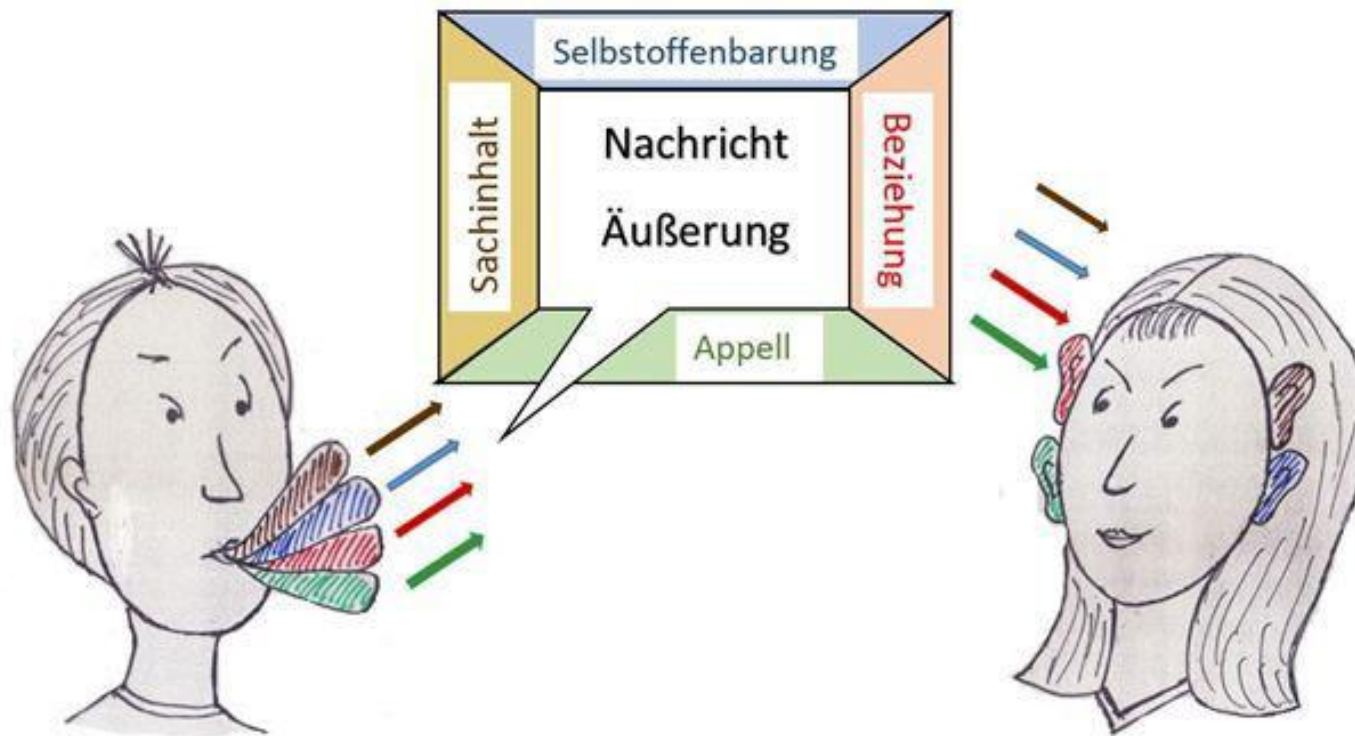 Selbstoffenbarung
Sachinhalt
Nachricht
Äußerung
Beziehung
Appell